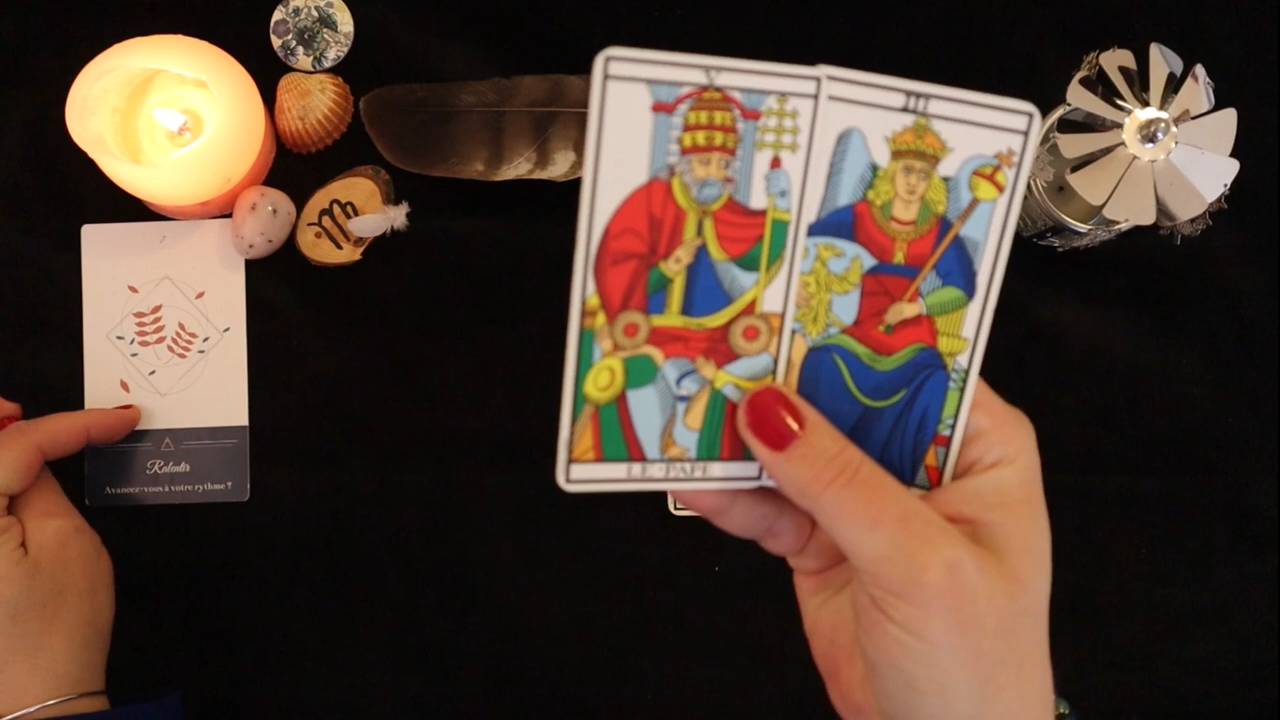 V
III
LE·PAPE
Ralentir
Avancez-vous à votre rythme ?